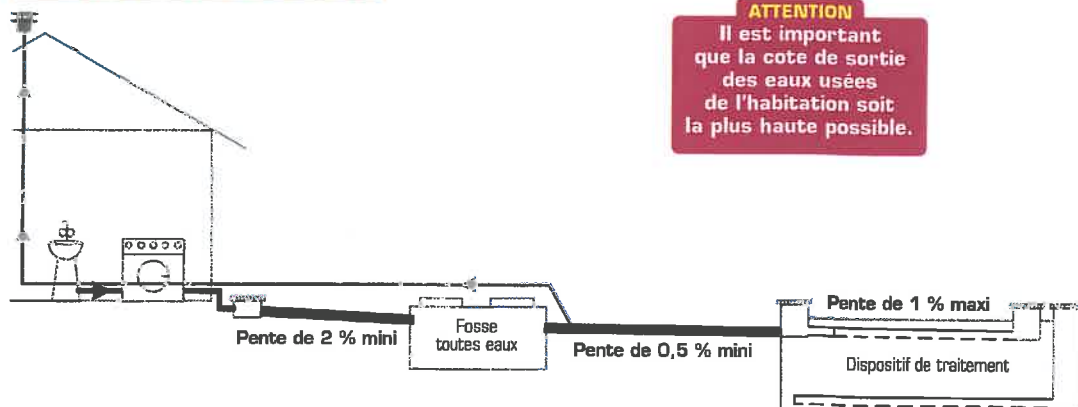 ATTENTION
Il est important
que la cote de sortie
des eaux usées
de l'habitation soit
la plus haute possible.
Pente de 1 % maxi
Pente de 2 % mini
Fosse
toutes eaux
Pente de 0,5 % mini
Dispositif de traitement